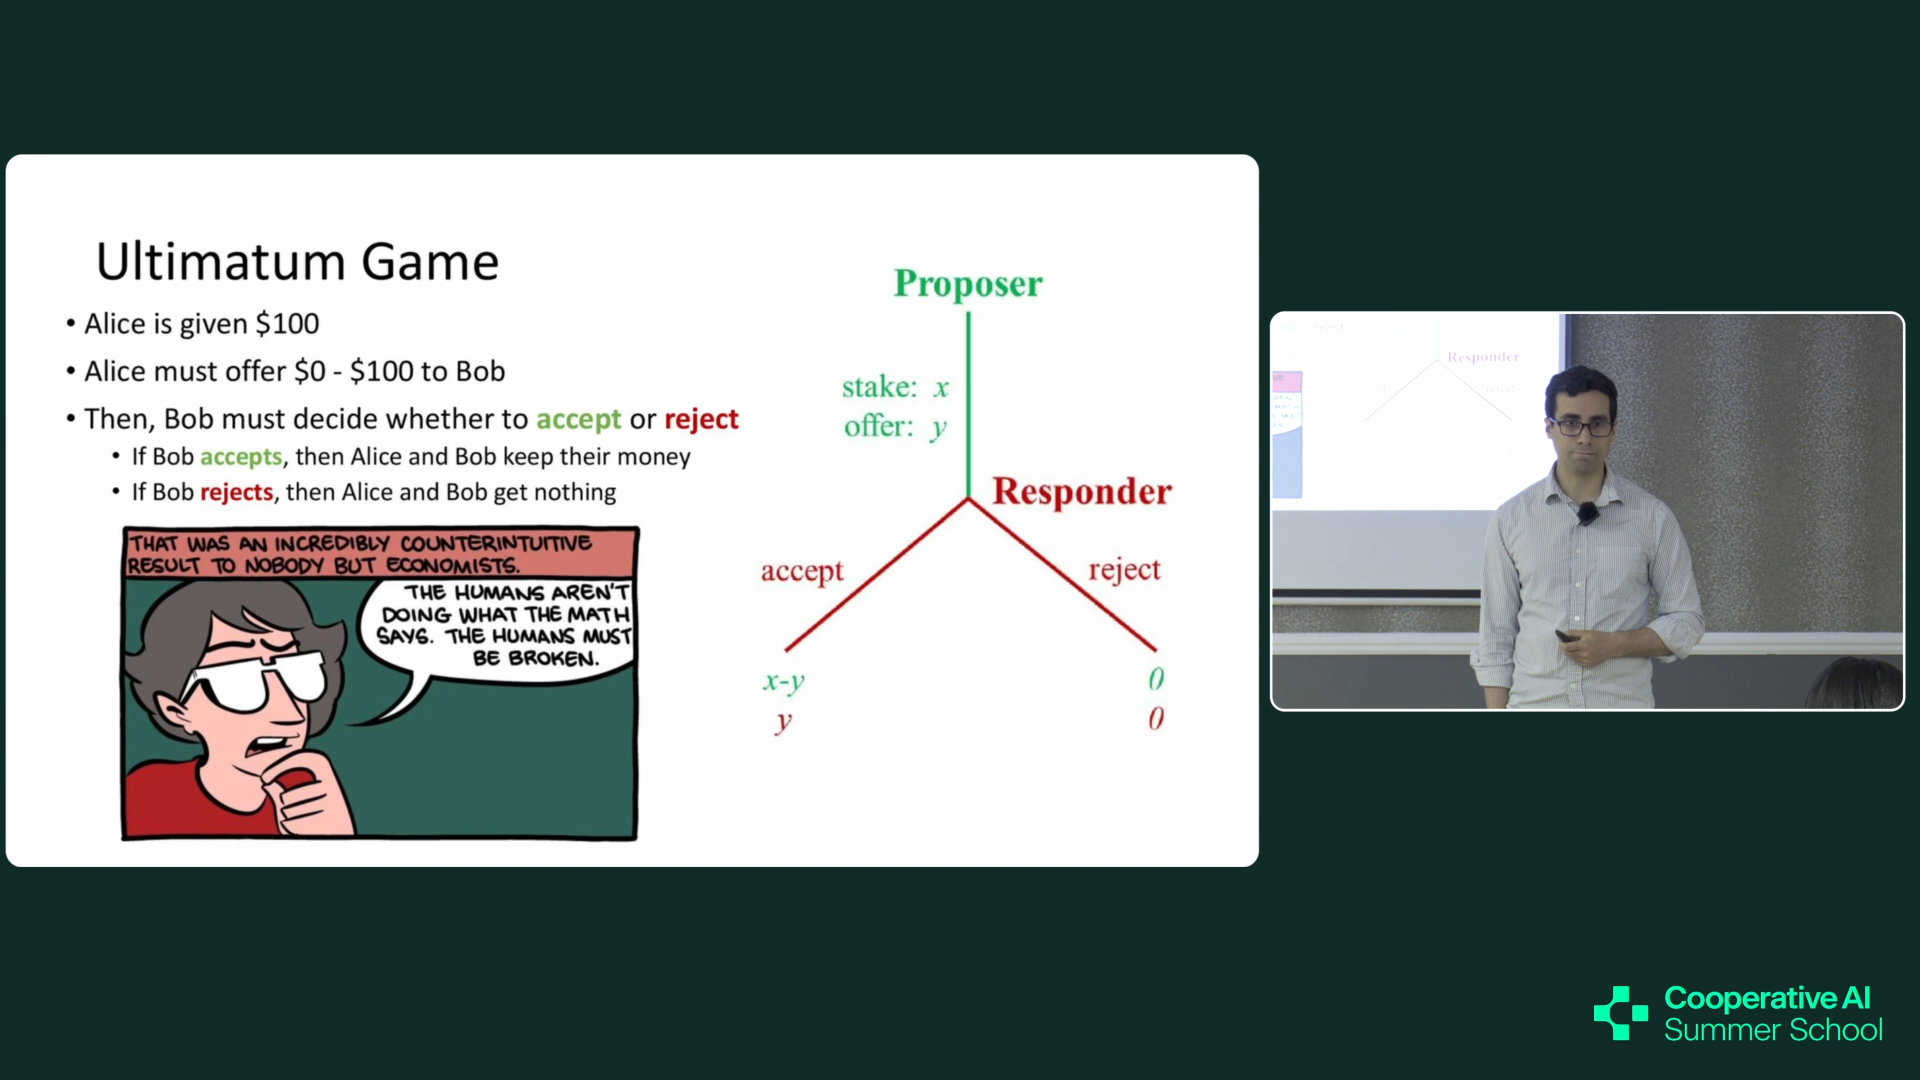 Ultimatum Game
• Alice is given $100
• Alice must offer $0 - $100 to Bob
• Then, Bob must decide whether to accept or reject
• If Bob accepts, then Alice and Bob keep their money
• If Bob rejects, then Alice and Bob get nothing
THAT WAS AN INCREDIBLY COUNTERINTUITIVE
RESULT TO NOBODY BUT ECONOMISTS.
THE HUMANS AREN'T
DOING WHAT THE MATH
SAYS. THE HUMANS MUST
BE BROKEN.
Proposer
stake: x
offer: y
Responder
accept
reject
x-y
y
0
0
Responder
Cooperative AI
Summer School